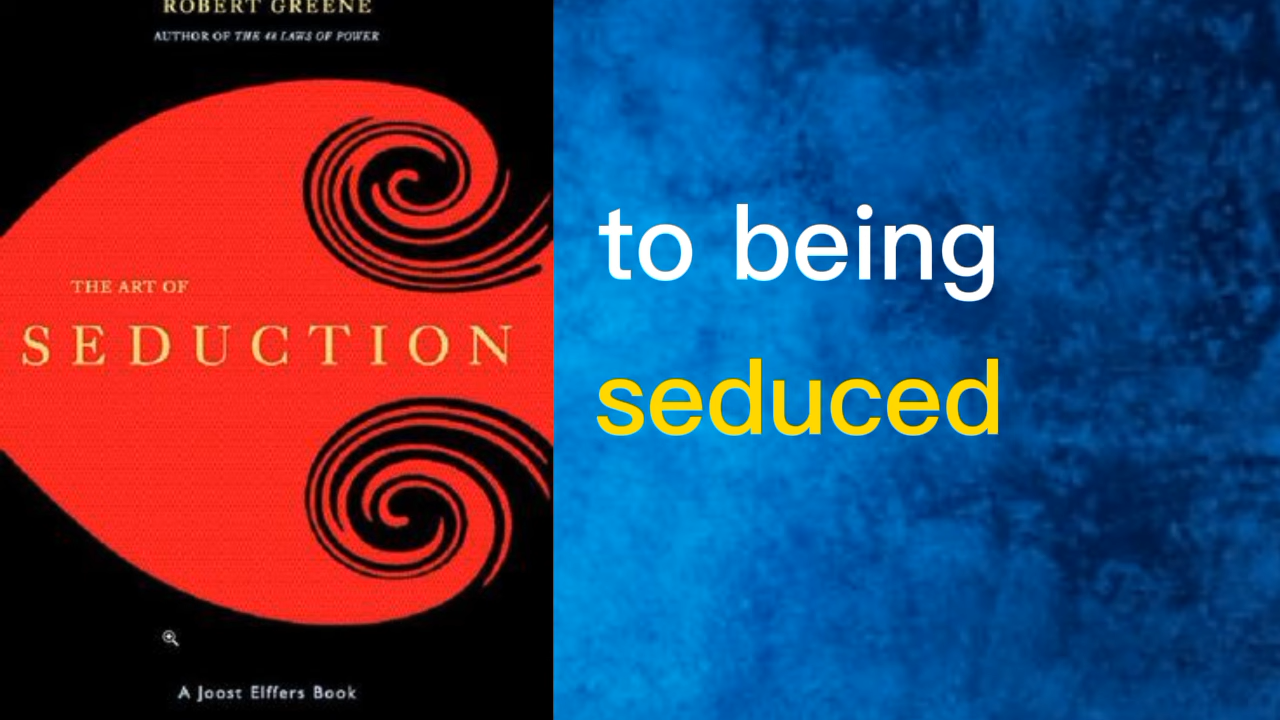 ROBERT GREENE
AUTHOR OF THE 48 LAWS OF POWER
THE ART OF
SEDUCTION
A Joost Elffers Book
to being
seduced